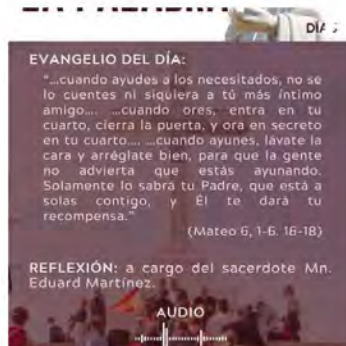 EVANGELIO DEL DÍA:
"...cuando ayudes a los necesitados, no se
lo cuentes ni siquiera a tú más íntimo
amigo.... ...cuando ores, entra en tu
cuarto, cierra la puerta, y ora en secreto
en tu cuarto.... ...cuando ayunes, lávate la
cara y arréglate bien, para que la gente
no advierta que estás ayunando.
Solamente lo sabrá tu Padre, que está a
solas contigo, y Él te dará tu
recompensa."
(Mateo 6, 1-6. 16-18)
REFLEXIÓN: a cargo del sacerdote Mn.
Eduard Martínez.
AUDIO